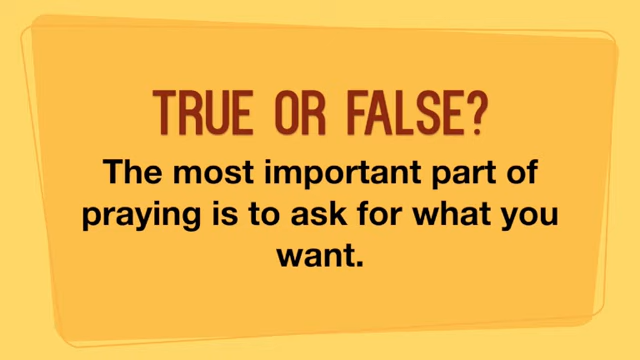 TRUE OR FALSE?
The most important part of
praying is to ask for what you
want.